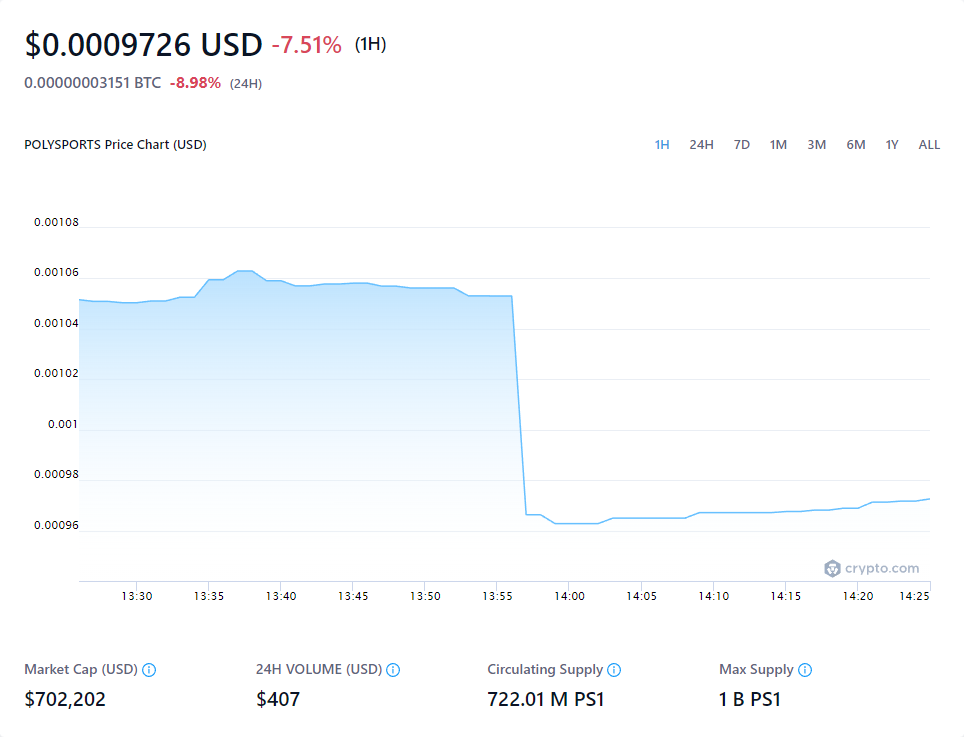 $0.0009726 USD -7.51% (1H)
0.00000003151 BTC -8.98% (24H)
POLYSPORTS Price Chart (USD) 1H 24H 7D 1M 3M 6M 1Y ALL
0.00108
0.00106
0.00104
0.00102
0.001
0.00098
0.00096
crypto.com
13:30 13:35 13:40 13:45 13:50 13:55 14:00 14:05 14:10 14:15 14:20 14:25
Market Cap (USD) 24H VOLUME (USD) Circulating Supply Max Supply
$702,202 $407 722.01 M PS1 1 B PS1